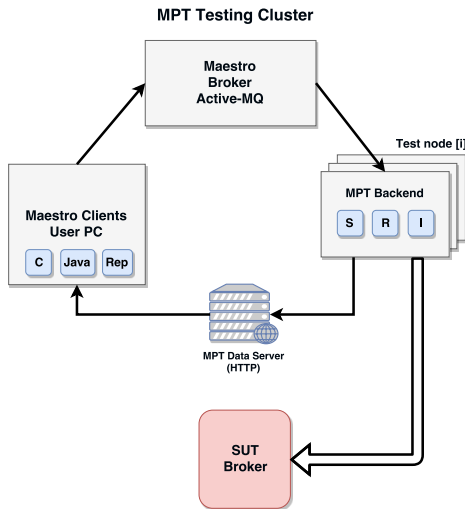 MPT Testing Cluster
Maestro
Broker
Active-MQ
Test node [i]
MPT Backend
S R I
Maestro Clients
User PC
C Java Rep
MPT Data Server
(HTTP)
SUT
Broker